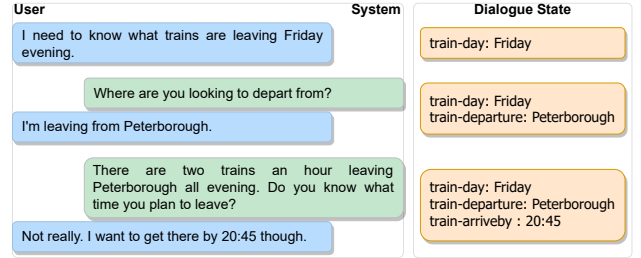 User
System
Dialogue State
I need to know what trains are leaving Friday
evening.
train-day: Friday
Where are you looking to depart from?
I'm leaving from Peterborough.
train-day: Friday
train-departure: Peterborough
There are two trains an hour leaving
Peterborough all evening. Do you know what
time you plan to leave?
Not really. I want to get there by 20:45 though.
train-day: Friday
train-departure: Peterborough
train-arriveby : 20:45